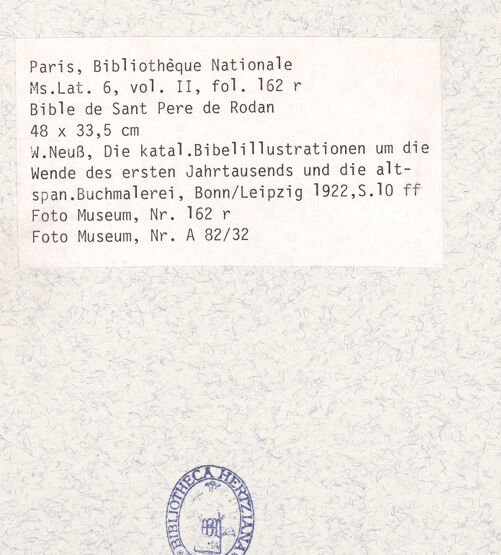 Paris, Bibliothêque Nationale
Ms.Lat. 6, vol. II, fol. 162 r
Bible de Sant Pere de Rodan
48 x 33,5 cm
W.Neuß, Die katal.Bibelillustrationen um die
Wende des ersten Jahrtausends und die alt-
span.Buchmalerei, Bonn/Leipzig 1922,S.10 ff
Foto Museum, Nr. 162 r
Foto Museum, Nr. A 82/32
BIBLIOTHECA HERTZIANA